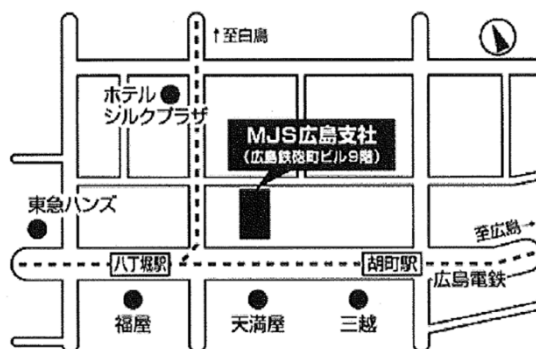 ↑至白島
ホテル
シルクプラザ
MJS広島支社
(広島鉄砲町ビル9階)
東急ハンズ
至広島→
八丁堀駅
胡町駅
広島電鉄
福屋
天満屋
三越